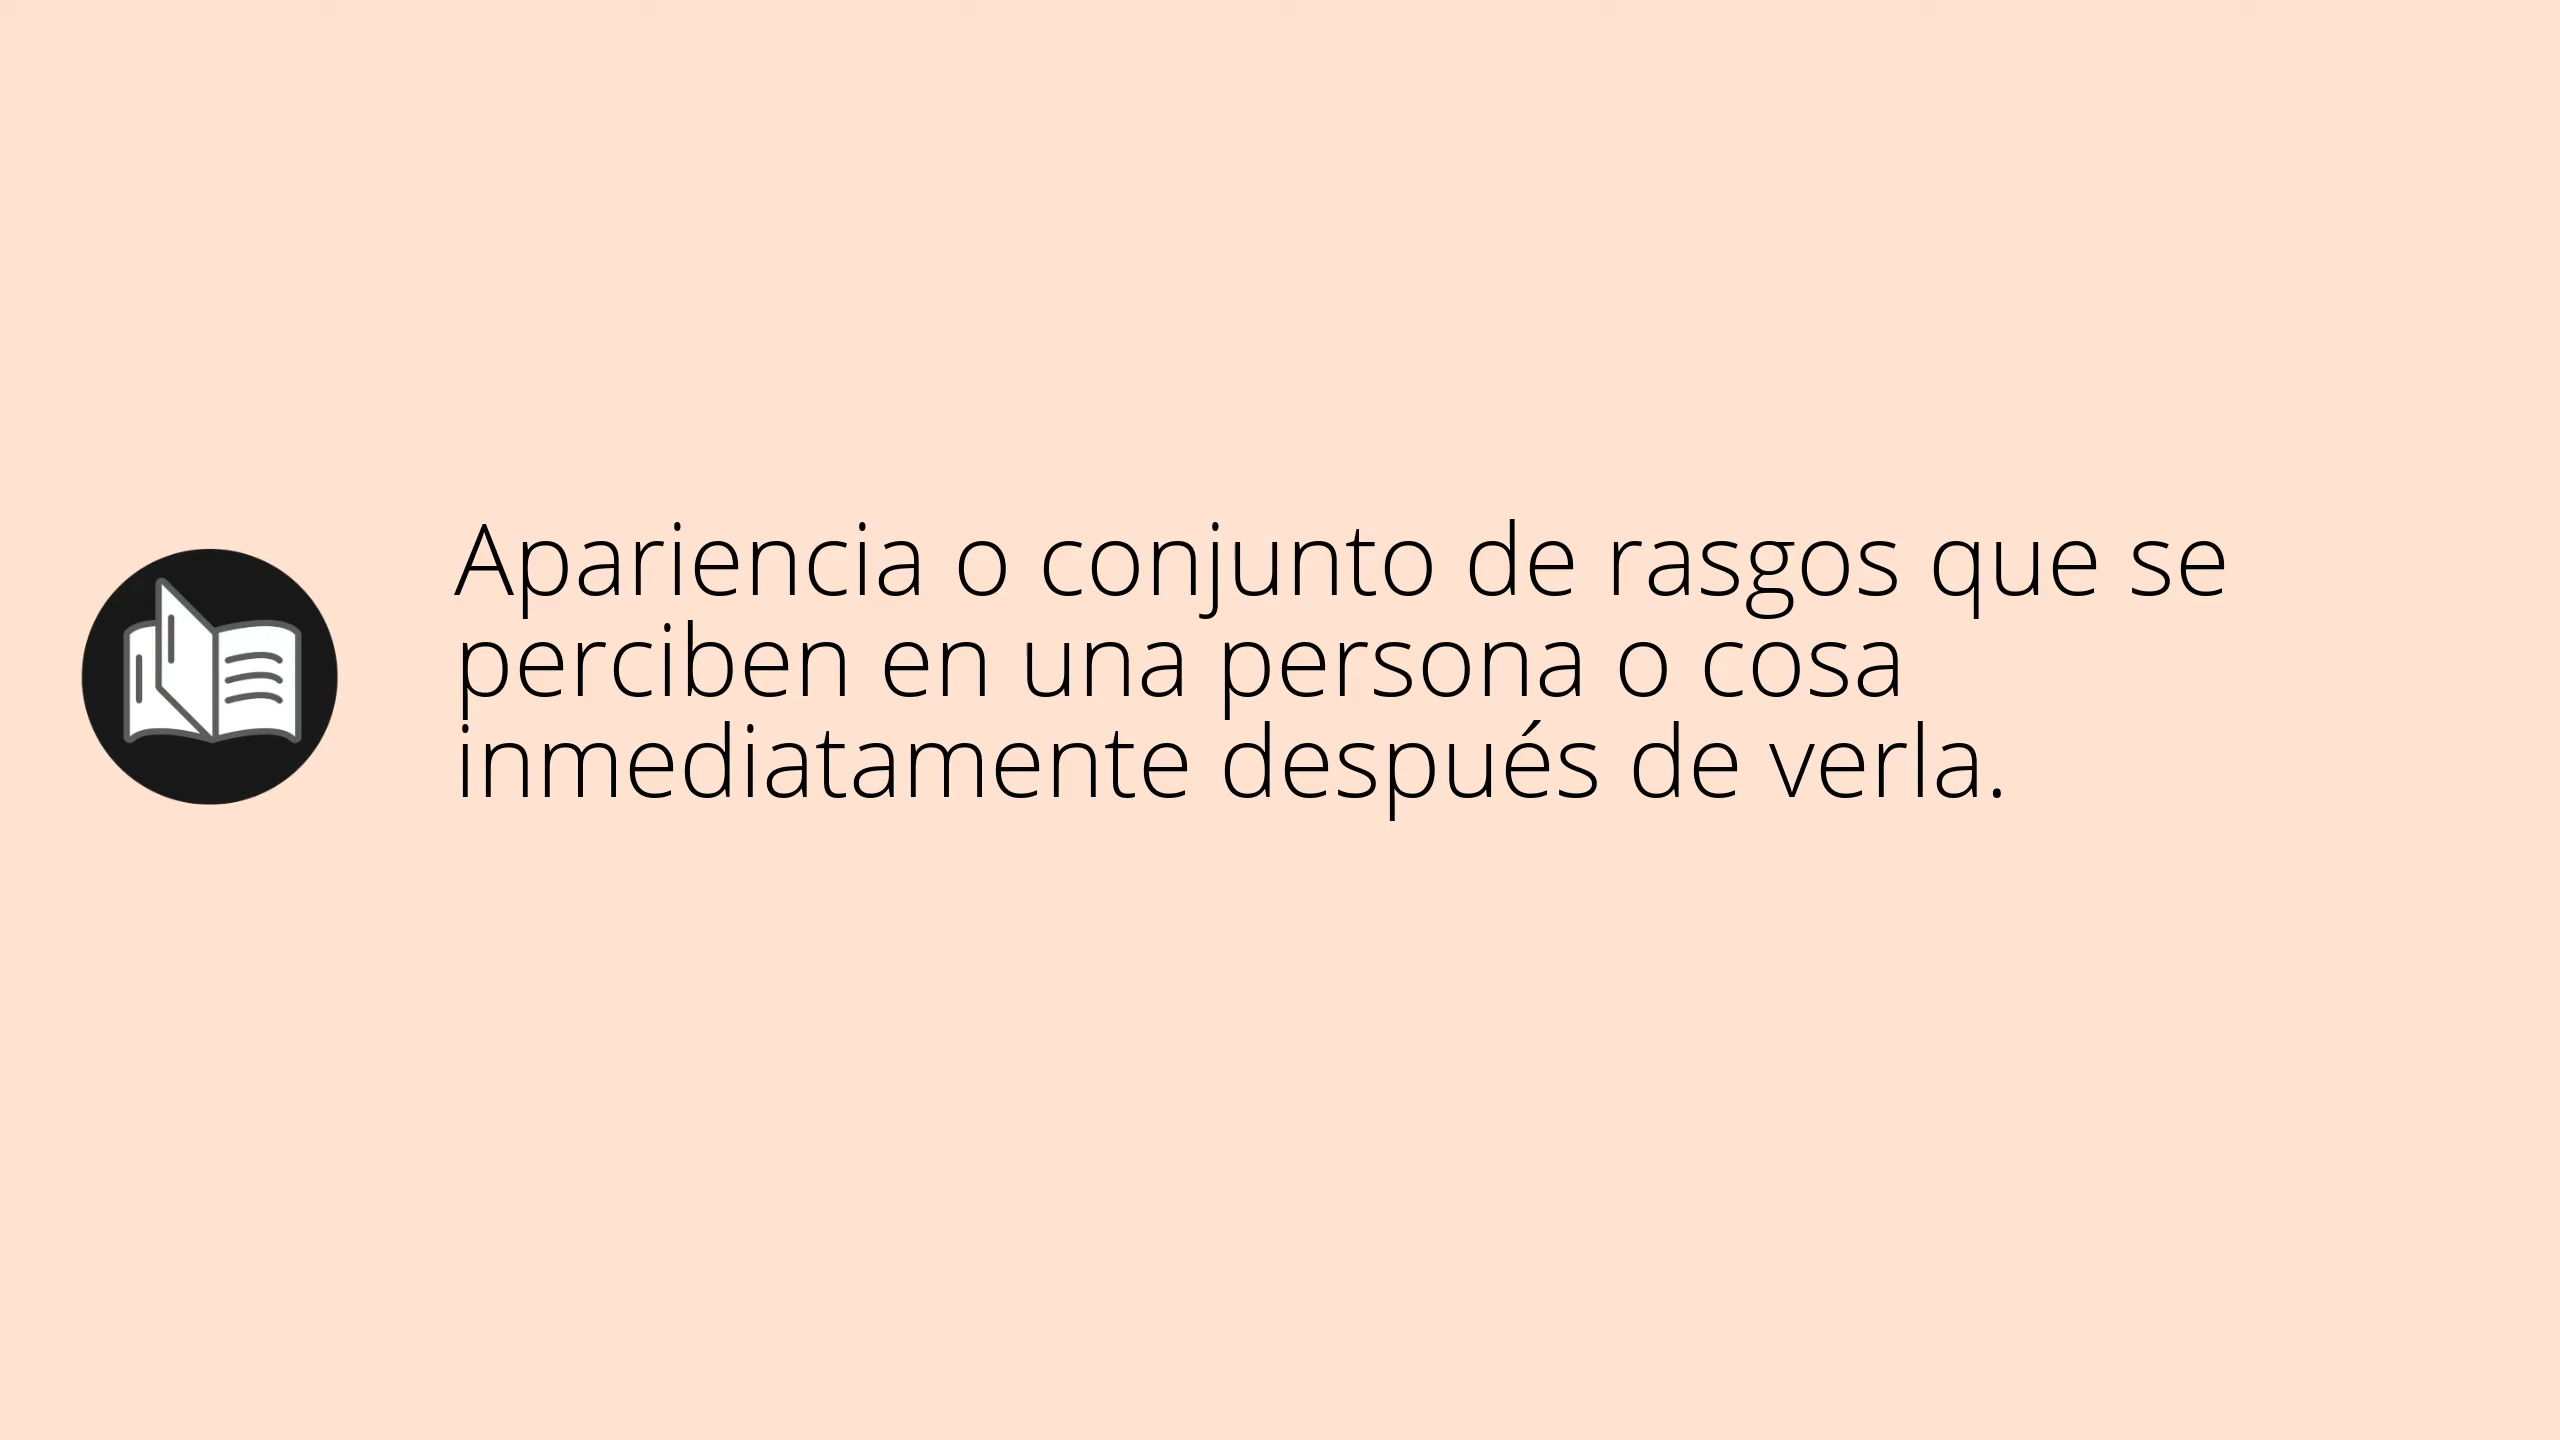 Apariencia o conjunto de rasgos que se
perciben en una persona o cosa
inmediatamente después de verla.